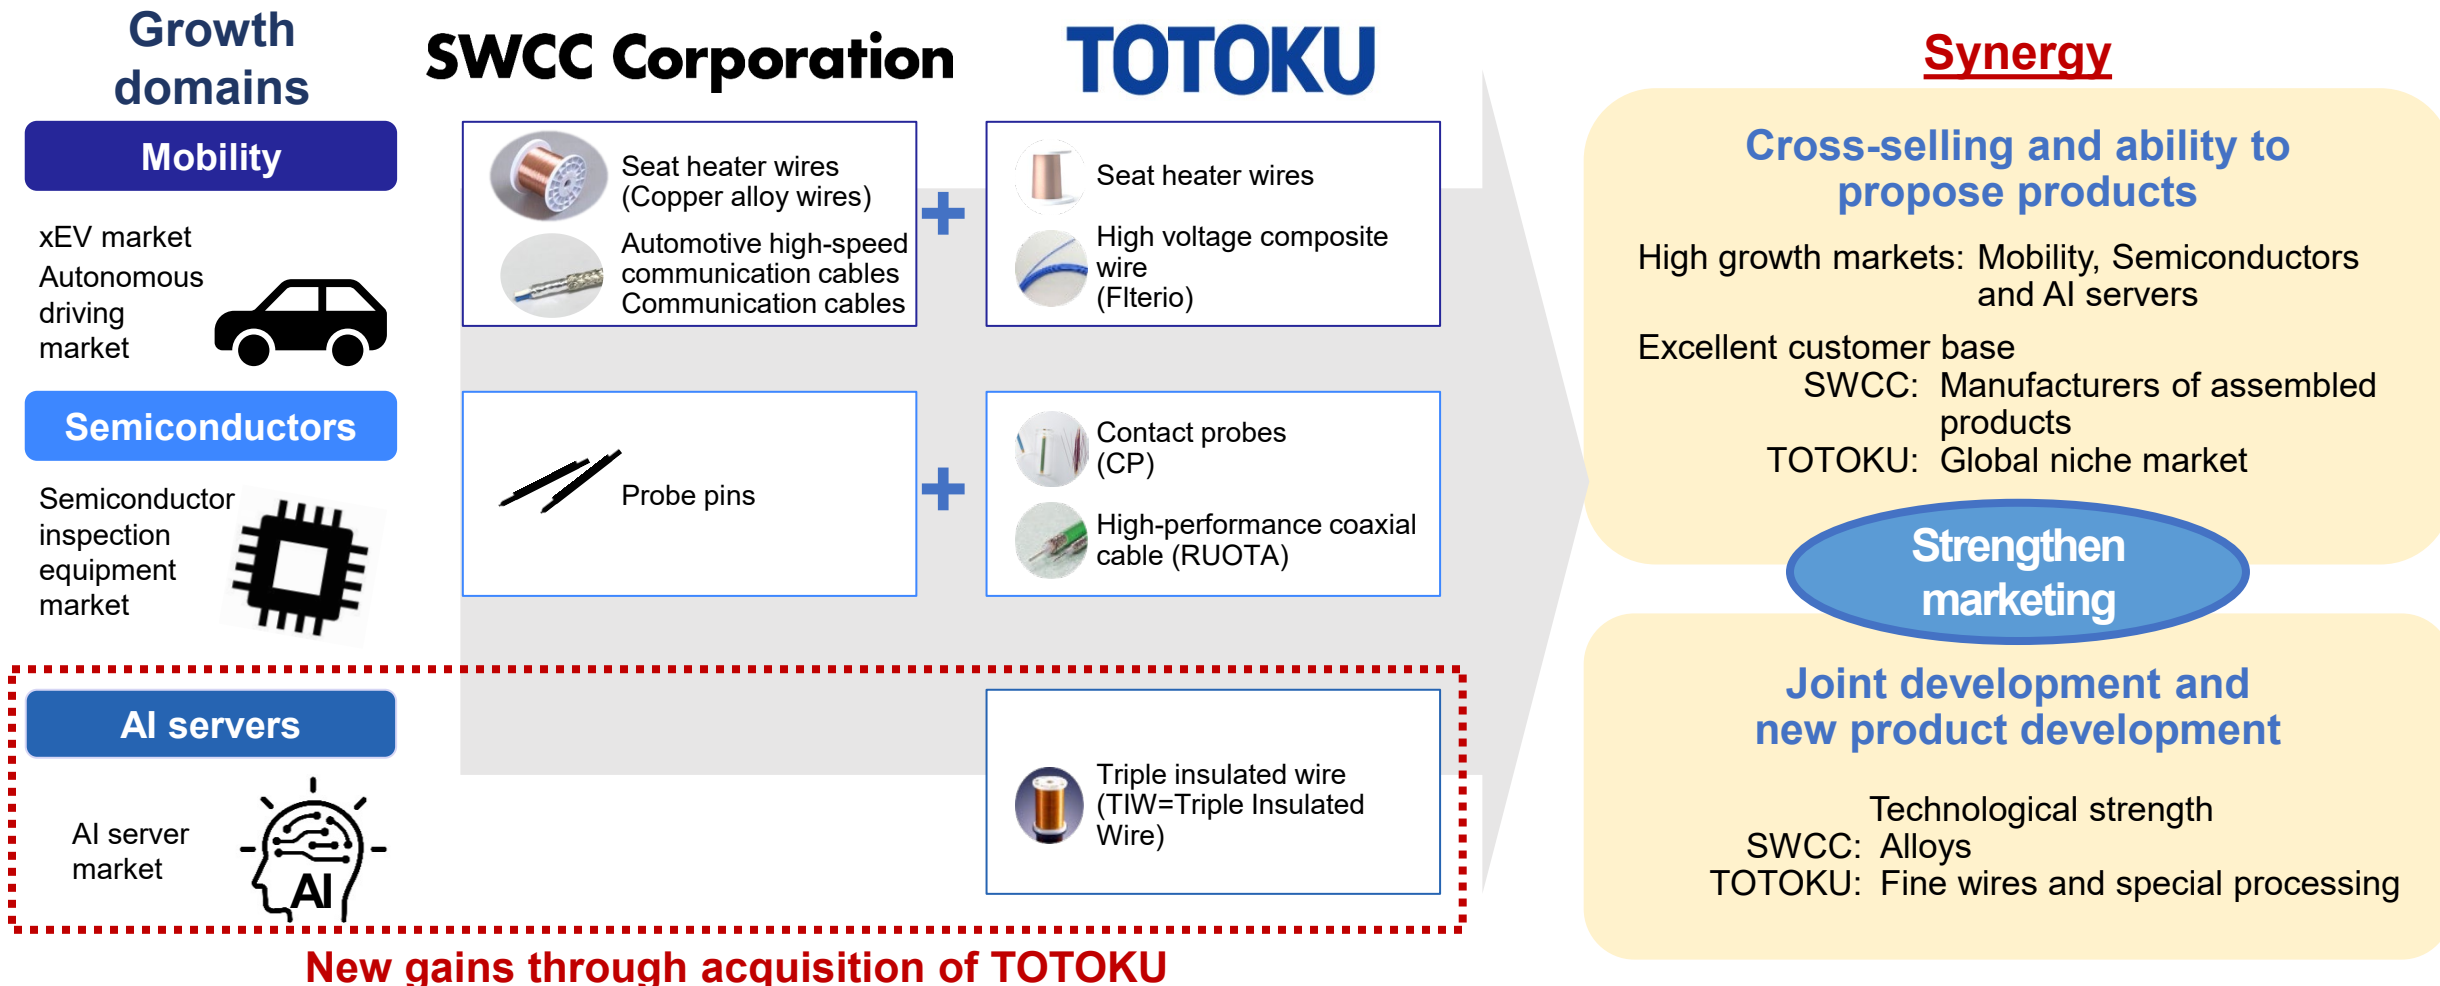 Growth
domains
SWCC Corporation
TOTOKU
Synergy
Mobility
xEV market
Autonomous
driving
market
Seat heater wires
(Copper alloy wires)
Automotive high-speed
communication cables
Communication cables
+
Seat heater wires
High voltage composite
wire
(Flterio)
Semiconductors
Semiconductor
inspection
equipment
market
Probe pins
+
Contact probes
(CP)
High-performance coaxial
cable (RUOTA)
AI servers
AI server
market
AI
Triple insulated wire
(TIW=Triple Insulated
Wire)
New gains through acquisition of TOTOKU
Cross-selling and ability to
propose products
High growth markets: Mobility, Semiconductors
and AI servers
Excellent customer base
SWCC: Manufacturers of assembled
products
TOTOKU: Global niche market
Strengthen
marketing
Joint development and
new product development
Technological strength
SWCC: Alloys
TOTOKU: Fine wires and special processing